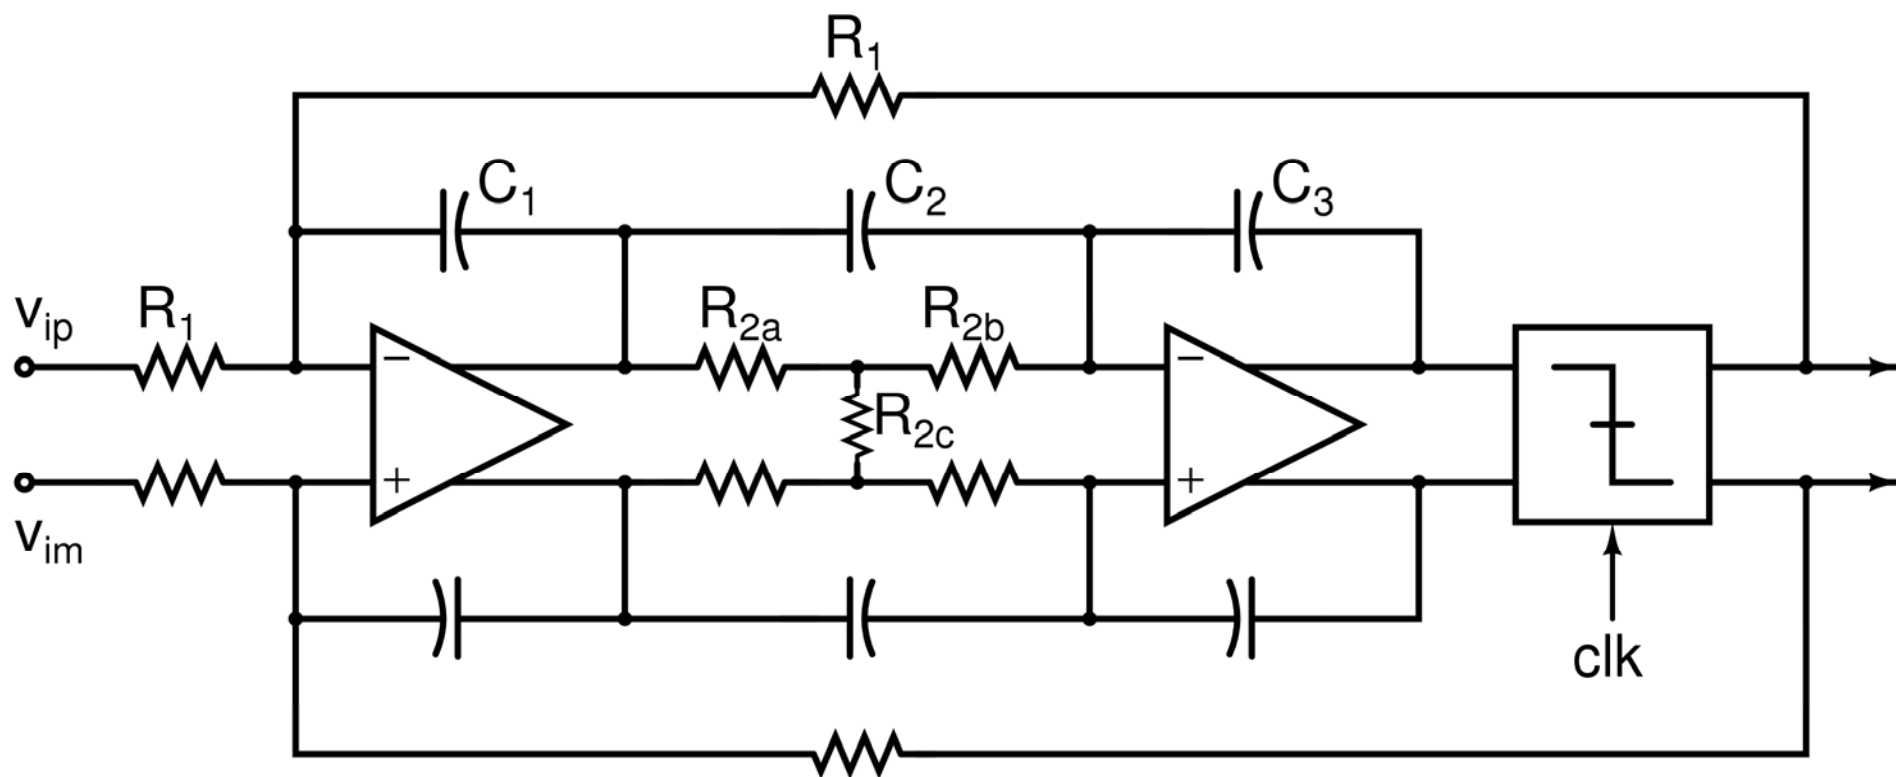 R1
C1
C2
C3
vip
R1
R2a
R2b
−
−
R2c
+
+
vim
clk